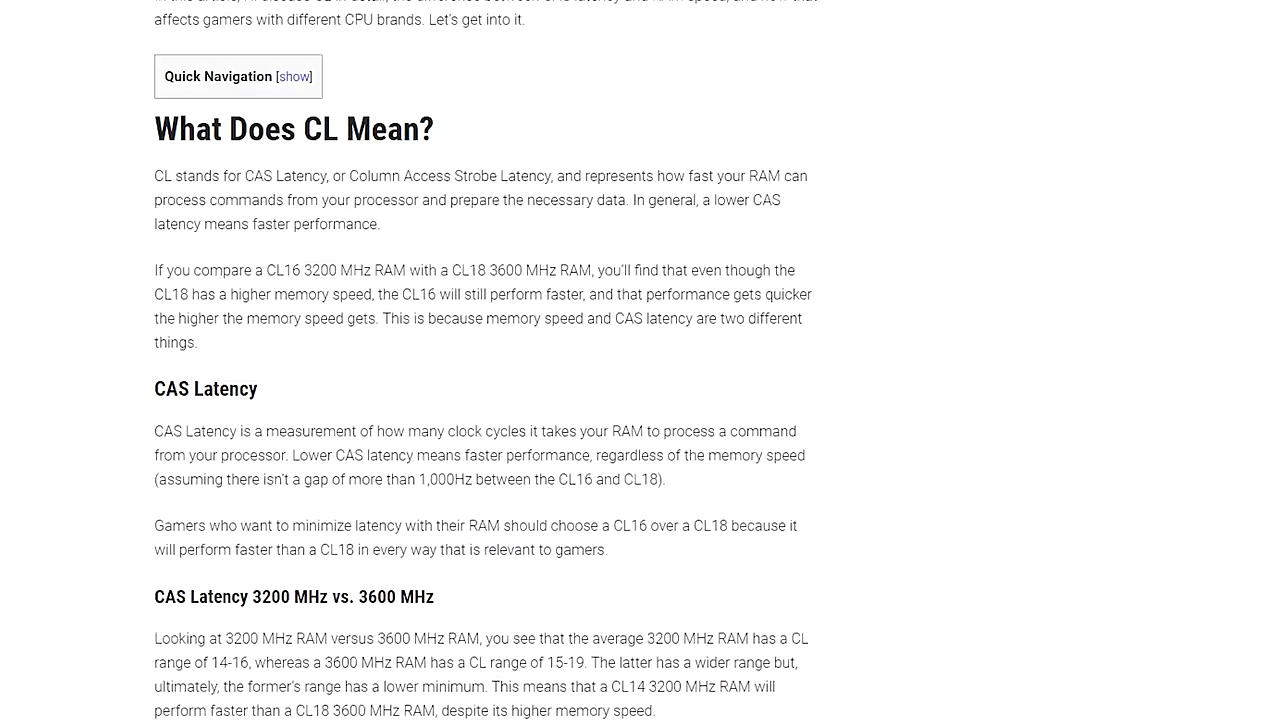 affects gamers with different CPU brands. Let's get into it.
Quick Navigation [show]
What Does CL Mean?
CL stands for CAS Latency, or Column Access Strobe Latency, and represents how fast your RAM can
process commands from your processor and prepare the necessary data. In general, a lower CAS
latency means faster performance.
If you compare a CL16 3200 MHz RAM with a CL18 3600 MHz RAM, you'll find that even though the
CL18 has a higher memory speed, the CL16 will still perform faster, and that performance gets quicker
the higher the memory speed gets. This is because memory speed and CAS latency are two different
things.
CAS Latency
CAS Latency is a measurement of how many clock cycles it takes your RAM to process a command
from your processor. Lower CAS latency means faster performance, regardless of the memory speed
(assuming there isn't a gap of more than 1,000Hz between the CL16 and CL18).
Gamers who want to minimize latency with their RAM should choose a CL16 over a CL18 because it
will perform faster than a CL18 in every way that is relevant to gamers.
CAS Latency 3200 MHz vs. 3600 MHz
Looking at 3200 MHz RAM versus 3600 MHz RAM, you see that the average 3200 MHz RAM has a CL
range of 14-16, whereas a 3600 MHz RAM has a CL range of 15-19. The latter has a wider range but,
ultimately, the former's range has a lower minimum. This means that a CL14 3200 MHz RAM will
perform faster than a CL18 3600 MHz RAM, despite its higher memory speed.